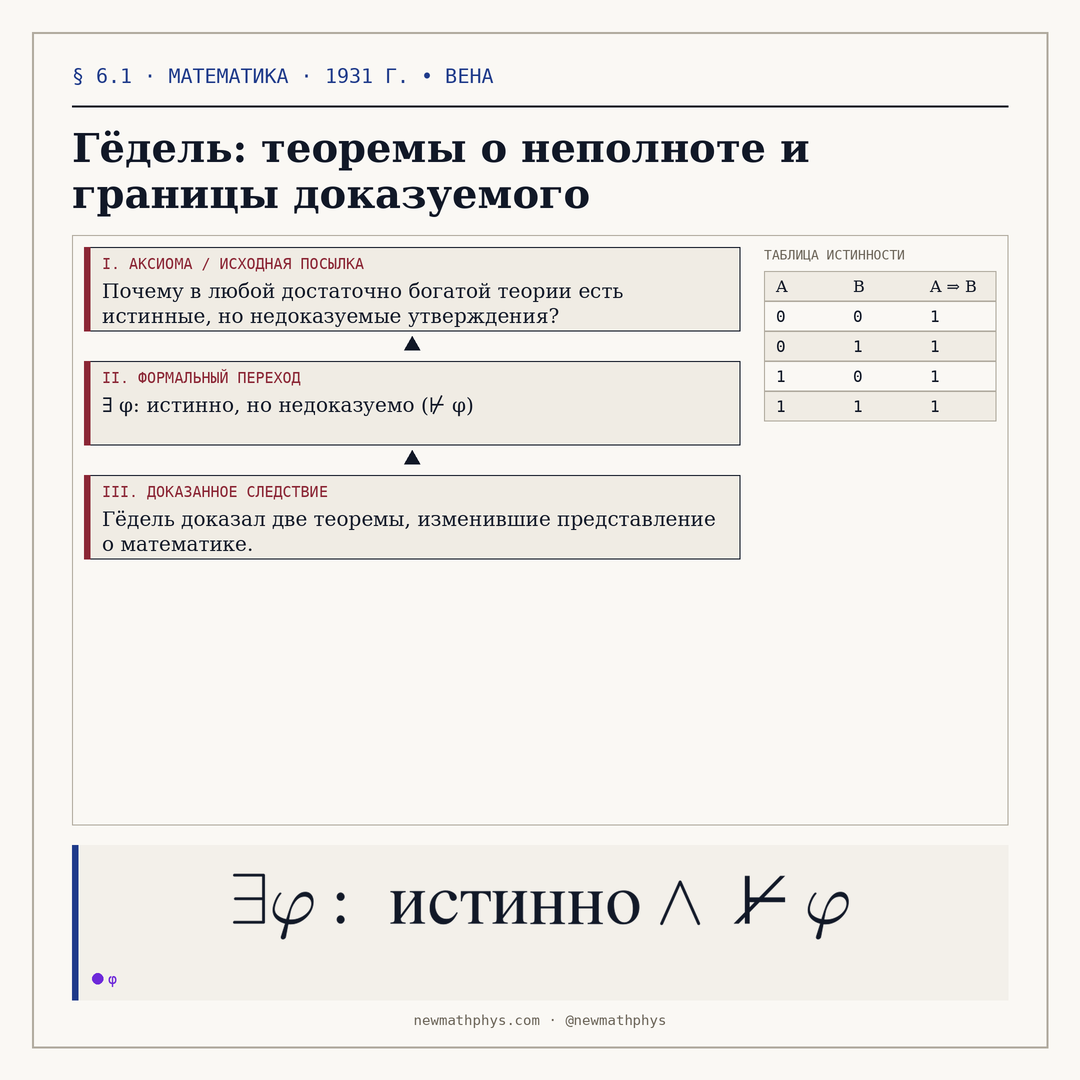 § 6.1 · МАТЕМАТИКА · 1931 Г. • ВЕНА
Гёдель: теоремы о неполноте и
границы доказуемого
I. АКСИОМА / ИСХОДНАЯ ПОСЫЛКА
Почему в любой достаточно богатой теории есть
истинные, но недоказуемые утверждения?
▲
II. ФОРМАЛЬНЫЙ ПЕРЕХОД
∃ φ: истинно, но недоказуемо (⊬ φ)
▲
III. ДОКАЗАННОЕ СЛЕДСТВИЕ
Гёдель доказал две теоремы, изменившие представление
о математике.
ТАБЛИЦА ИСТИННОСТИ
A B A ⇒ B
0 0 1
0 1 1
1 0 1
1 1 1
∃φ : истинно ∧ ⊬ φ
φ
newmathphys.com · @newmathphys